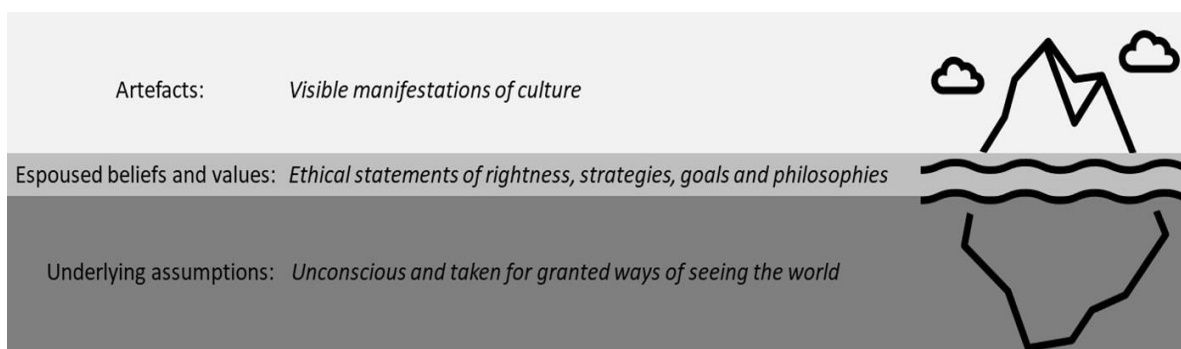 Artefacts: Visible manifestations of culture
Espoused beliefs and values: Ethical statements of rightness, strategies, goals and philosophies
Underlying assumptions: Unconscious and taken for granted ways of seeing the world